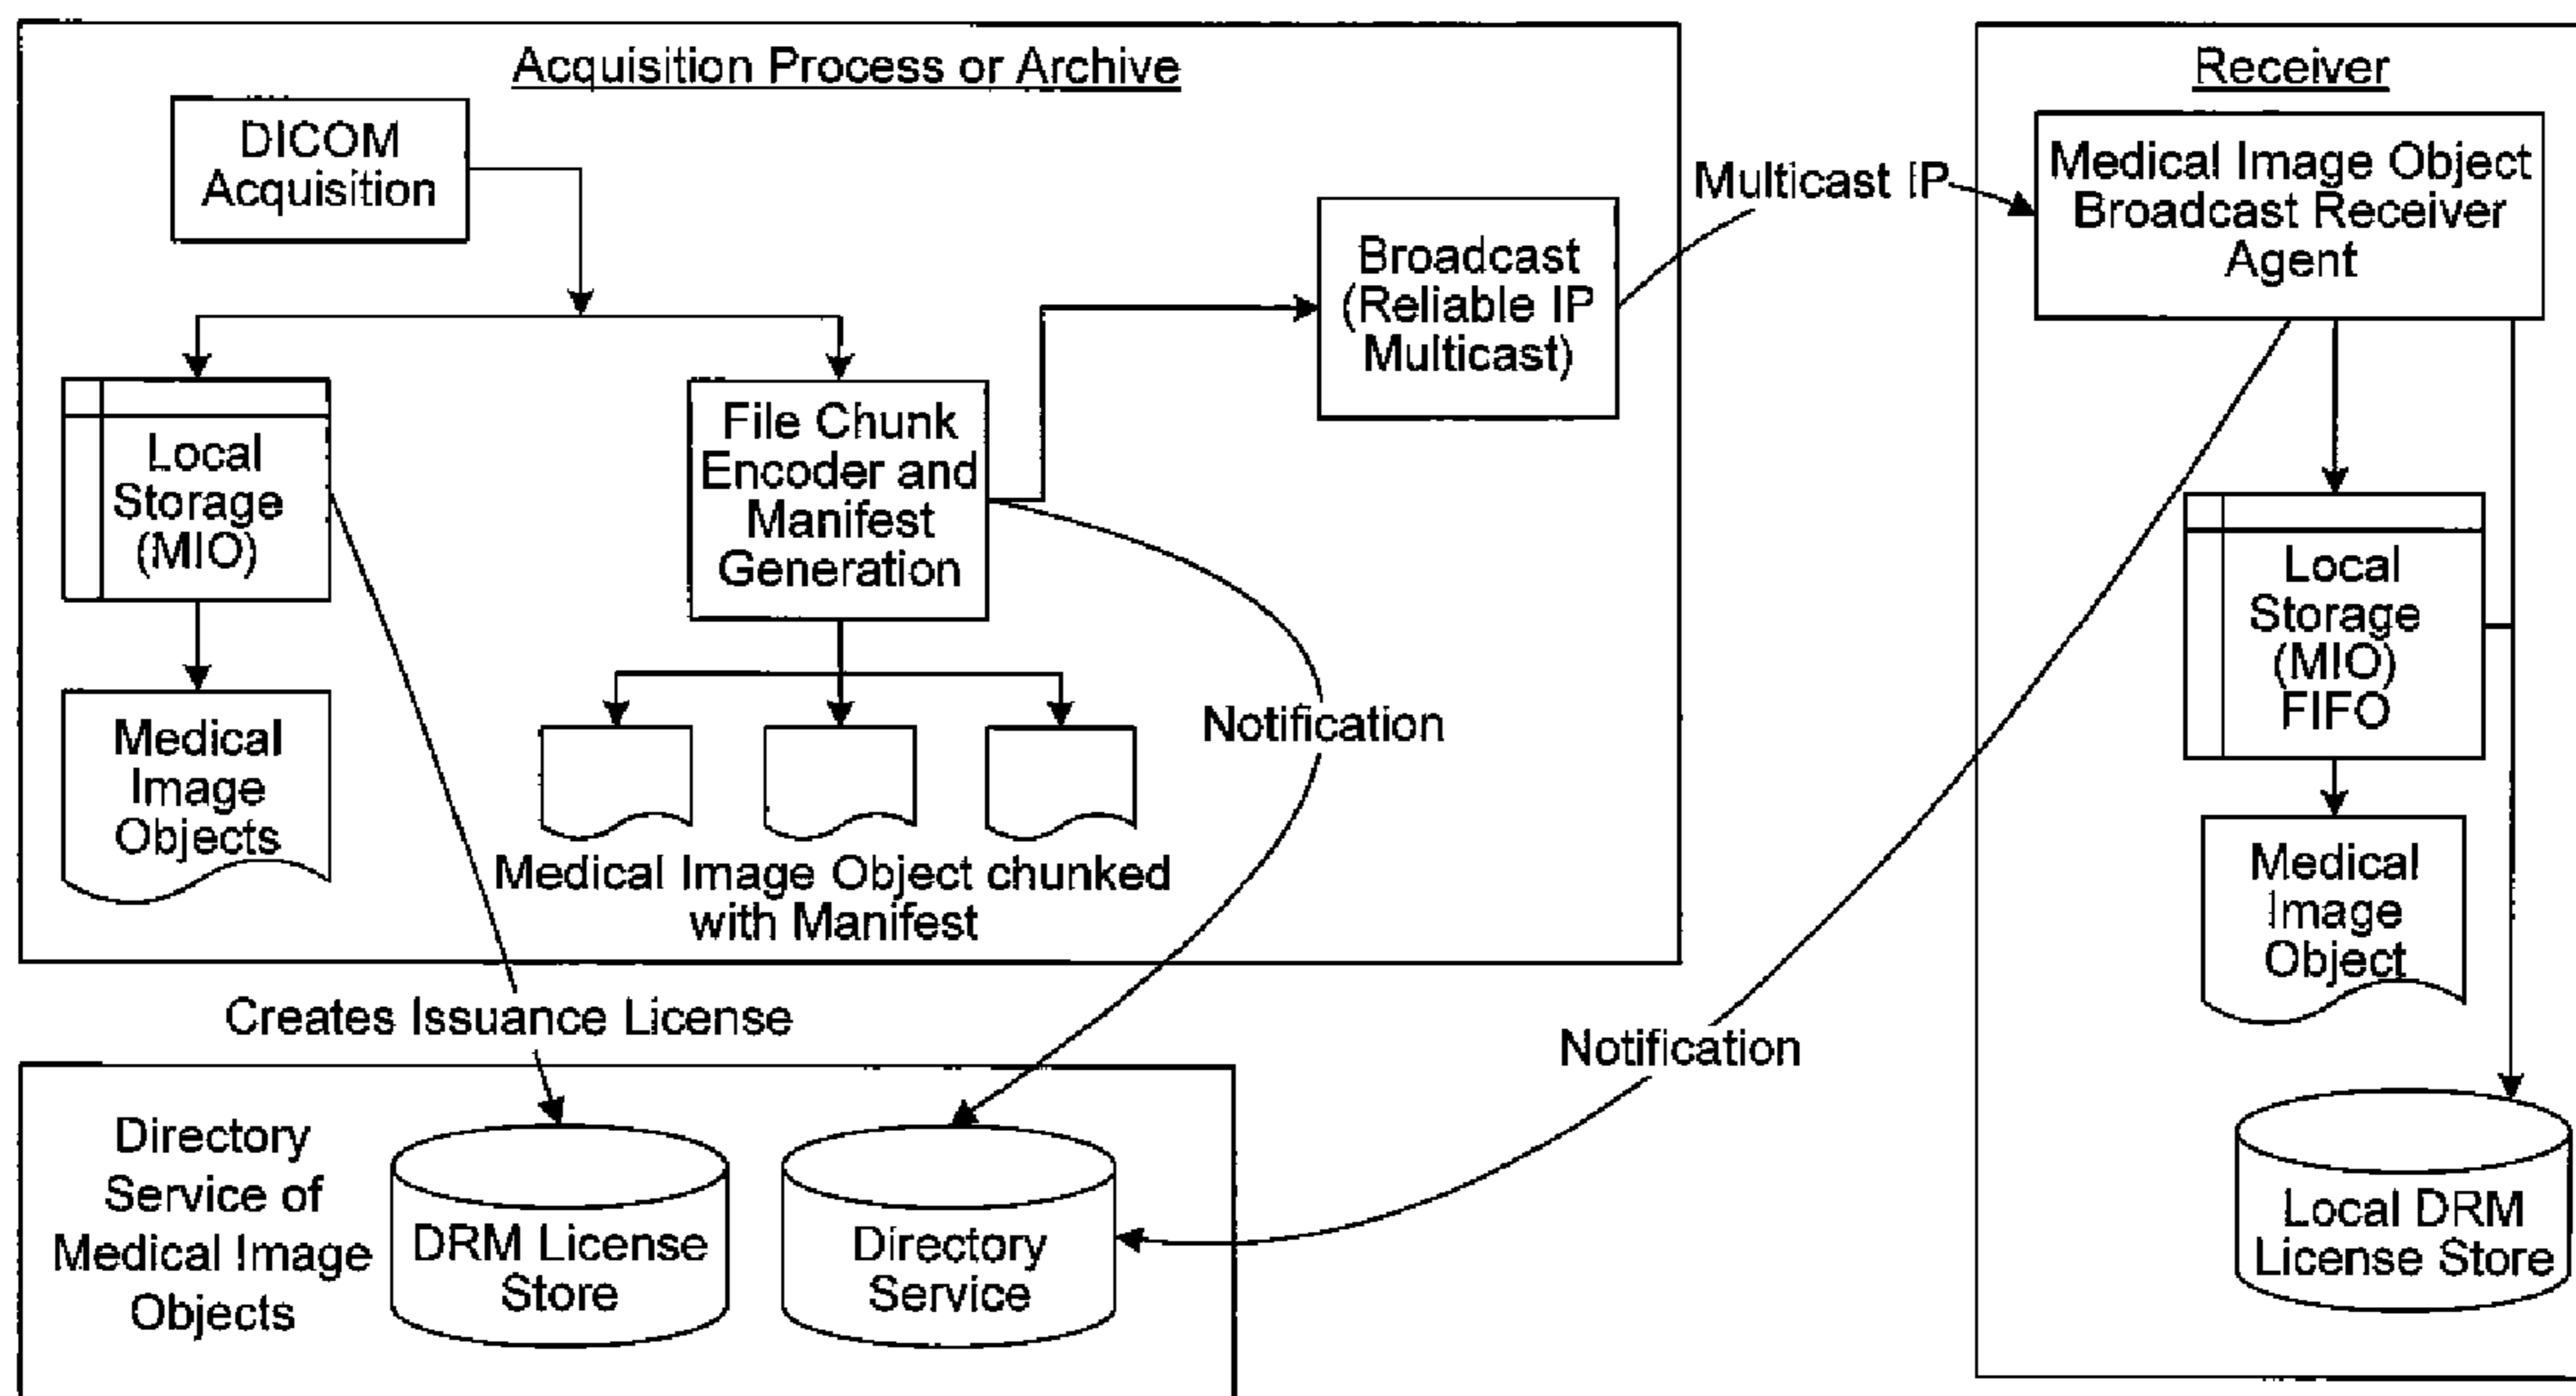 Acquisition Process or Archive
DICOM
Acquisition
Local
Storage
(MIO)
Medical
Image
Objects
File Chunk
Encoder and
Manifest
Generation
Medical Image Object chunked
with Manifest
Broadcast
(Reliable IP
Multicast)
Multicast IP
Notification
Creates Issuance License
Directory
Service of
Medical Image
Objects
DRM License
Store
Directory
Service
Notification
Receiver
Medical Image Object
Broadcast Receiver
Agent
Local
Storage
(MIO)
FIFO
Medical
Image
Object
Local DRM
License Store